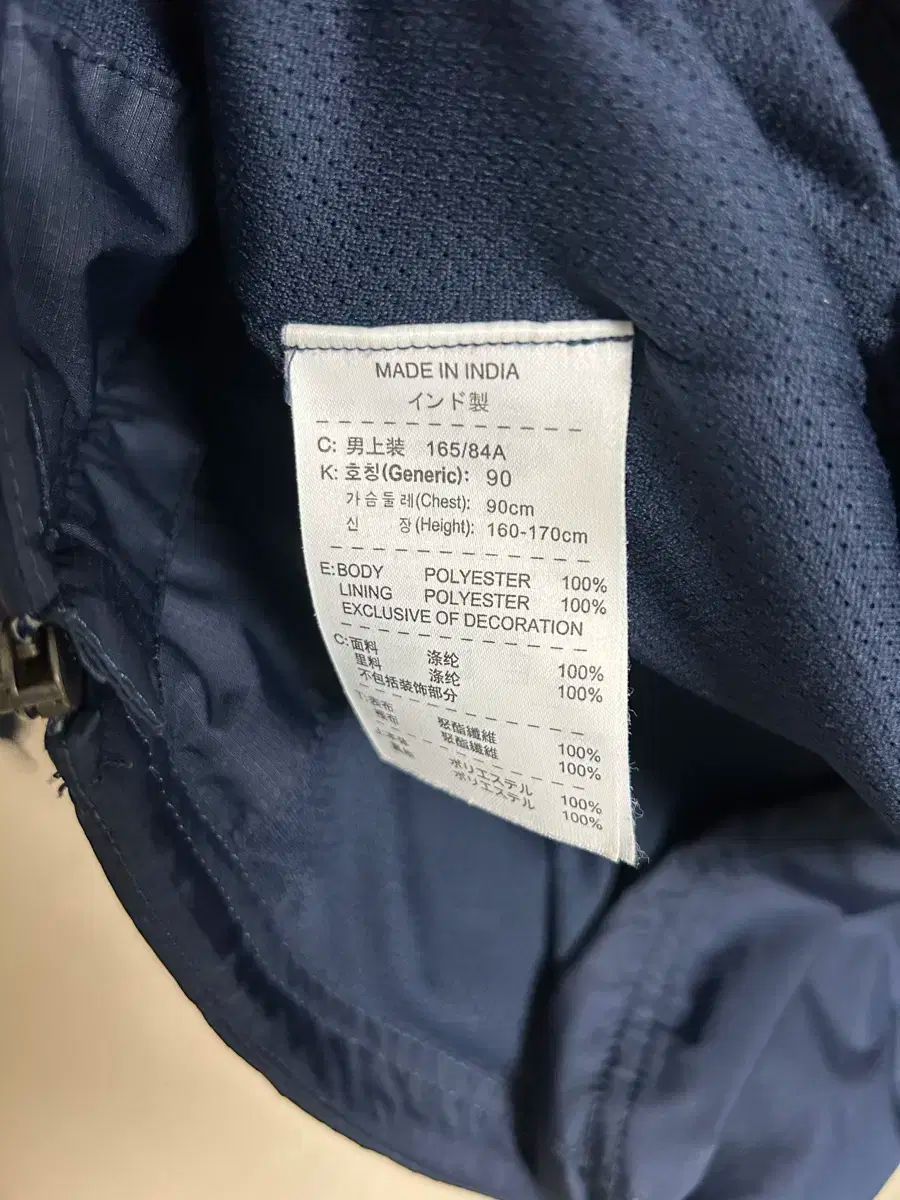 MADE IN INDIA
インド製
C: 男上装 165/84A
K: 호칭(Generic): 90
가슴둘레(Chest): 90cm
신 장(Height): 160-170cm
E:BODY POLYESTER 100%
LINING POLYESTER 100%
EXCLUSIVE OF DECORATION
C:面料 涤纶 100%
里料 涤纶 100%
不包括装饰部分
T:表布 聚酯纖維 100%
裡布 聚酯纖維 100%
ポリエステル 100%
ポリエステル 100%